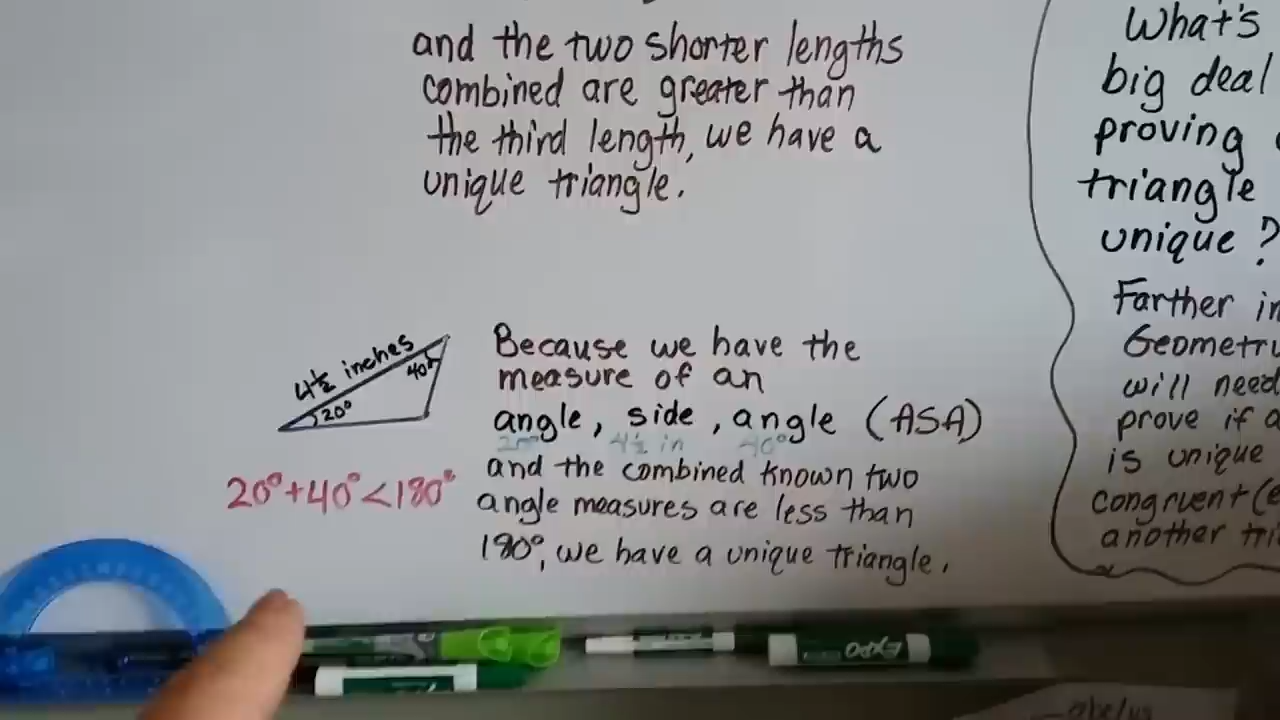 and the two shorter lengths
combined are greater than
the third length, we have a
unique triangle.
4½ inches
40°
20°
20° + 40° < 180°
Because we have the
measure of an
angle, side, angle (ASA)
20° 4½ in 40°
and the combined known two
angle measures are less than
180°, we have a unique triangle.
What's
big deal
proving
triangle
unique?
Farther in
Geometry
will need
prove if a
is unique
congruent (e
another tri
EXPO